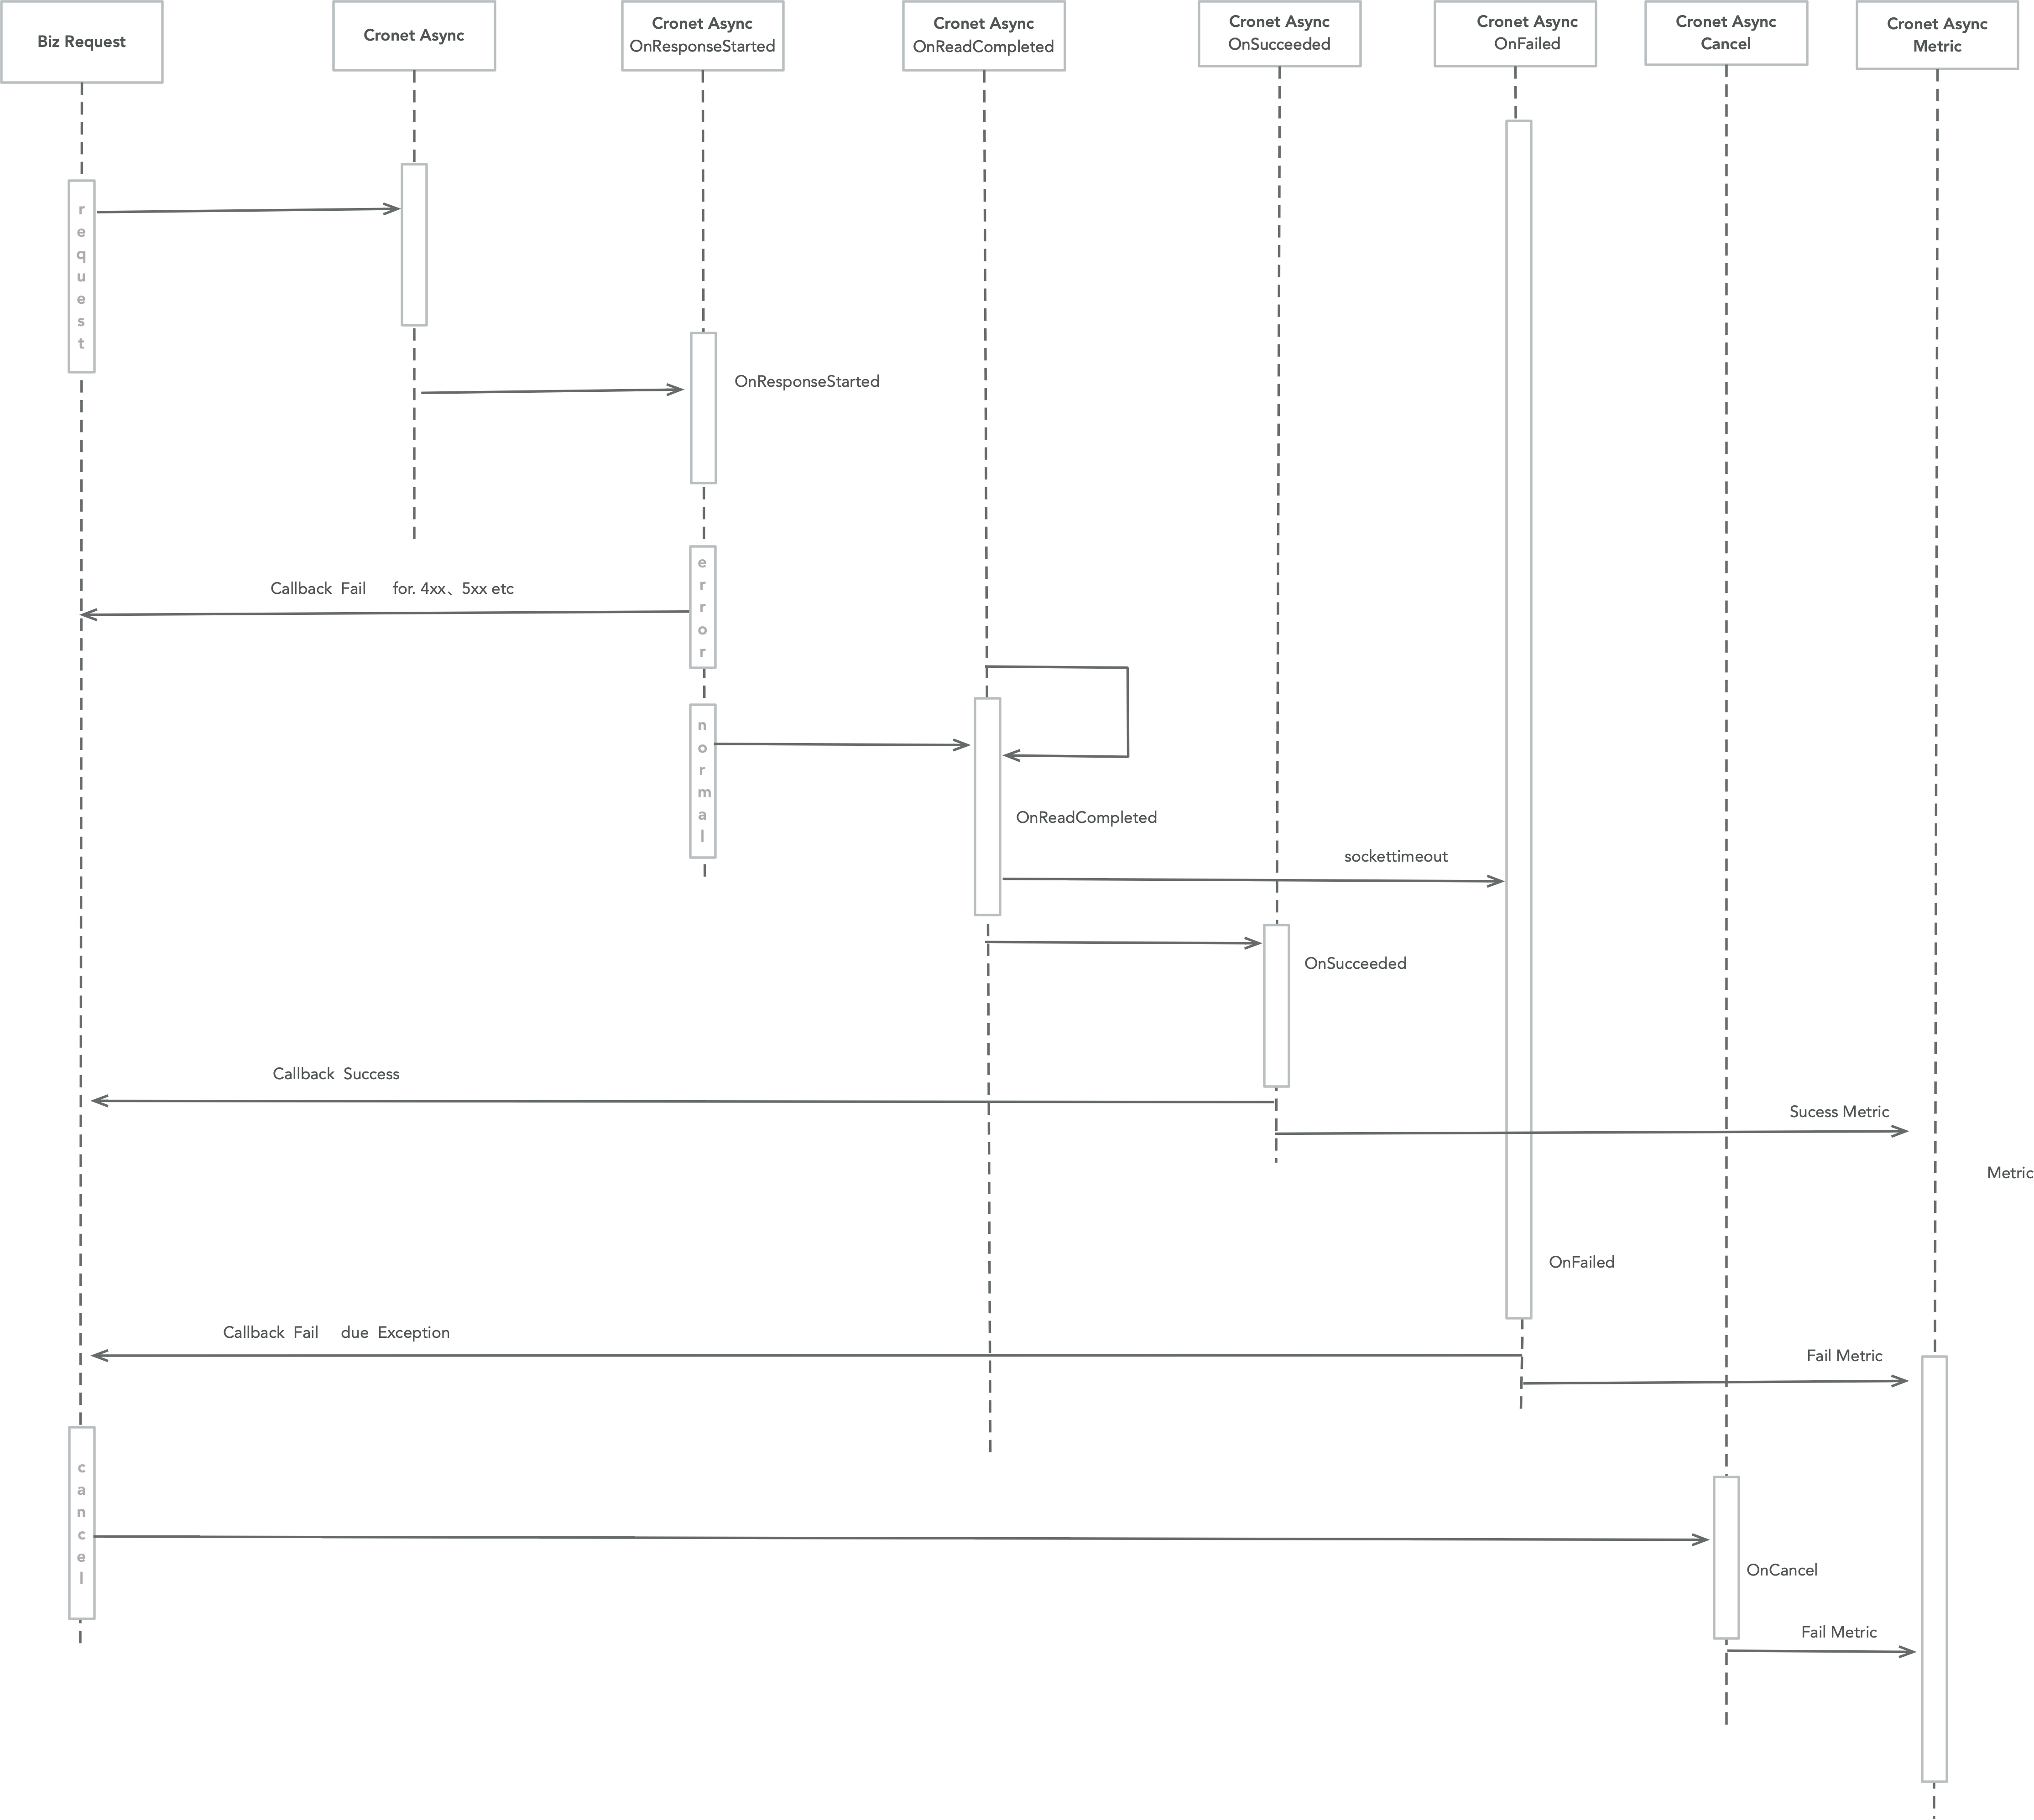 Biz Request
Cronet Async
Cronet Async
OnResponseStarted
Cronet Async
OnReadCompleted
Cronet Async
OnSucceeded
Cronet Async
OnFailed
Cronet Async
Cancel
Cronet Async
Metric
request
OnResponseStarted
error
Callback Fail for. 4xx、5xx etc
normal
OnReadCompleted
sockettimeout
OnSucceeded
Callback Success
Sucess Metric
Metric
OnFailed
Callback Fail due Exception
Fail Metric
cancel
OnCancel
Fail Metric